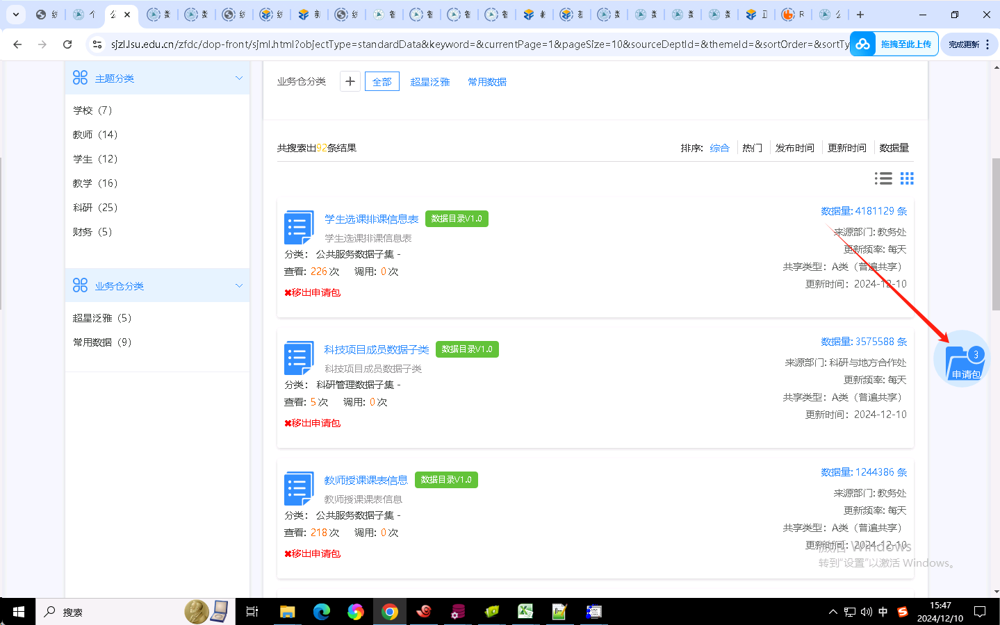 sjzl.lsu.edu.cn/zfdc/dop-front/sjml.html?objectType=standardData&keyword=&currentPage=1&pageSize=10&sourceDeptId=&themeId=&sortOrder=&sortTy
拖拽至此上传
完成更新
主题分类
学校（7）
教师（14）
学生（12）
教学（16）
科研（25）
财务（5）
业务仓分类
超星泛雅（5）
常用数据（9）
业务仓分类
全部 超星泛雅 常用数据
共搜索出92条结果
排序: 综合 热门 发布时间 更新时间 数据量
学生选课排课信息表 数据目录V1.0
学生选课排课信息表
分类： 公共服务数据子集 -
查看: 226 次 调用: 0 次
✖移出申请包
数据量: 4181129 条
来源部门: 教务处
更新频率: 每天
共享类型： A类（普遍共享）
更新时间： 2024-12-10
科技项目成员数据子类 数据目录V1.0
科技项目成员数据子类
分类： 科研管理数据子集 -
查看: 5 次 调用: 0 次
✖移出申请包
数据量: 3575588 条
来源部门: 科研与地方合作处
更新频率: 每天
共享类型： A类（普遍共享）
更新时间： 2024-12-10
3
申请包
教师授课课表信息 数据目录V1.0
教师授课课表信息
分类： 公共服务数据子集 -
查看: 218 次 调用: 0 次
✖移出申请包
数据量: 1244386 条
来源部门: 教务处
更新频率: 每天
共享类型： A类（普遍共享）
更新时间： 2024-12-10
激活 Windows
转到"设置"以激活 Windows。
搜索
中
15:47
2024/12/10